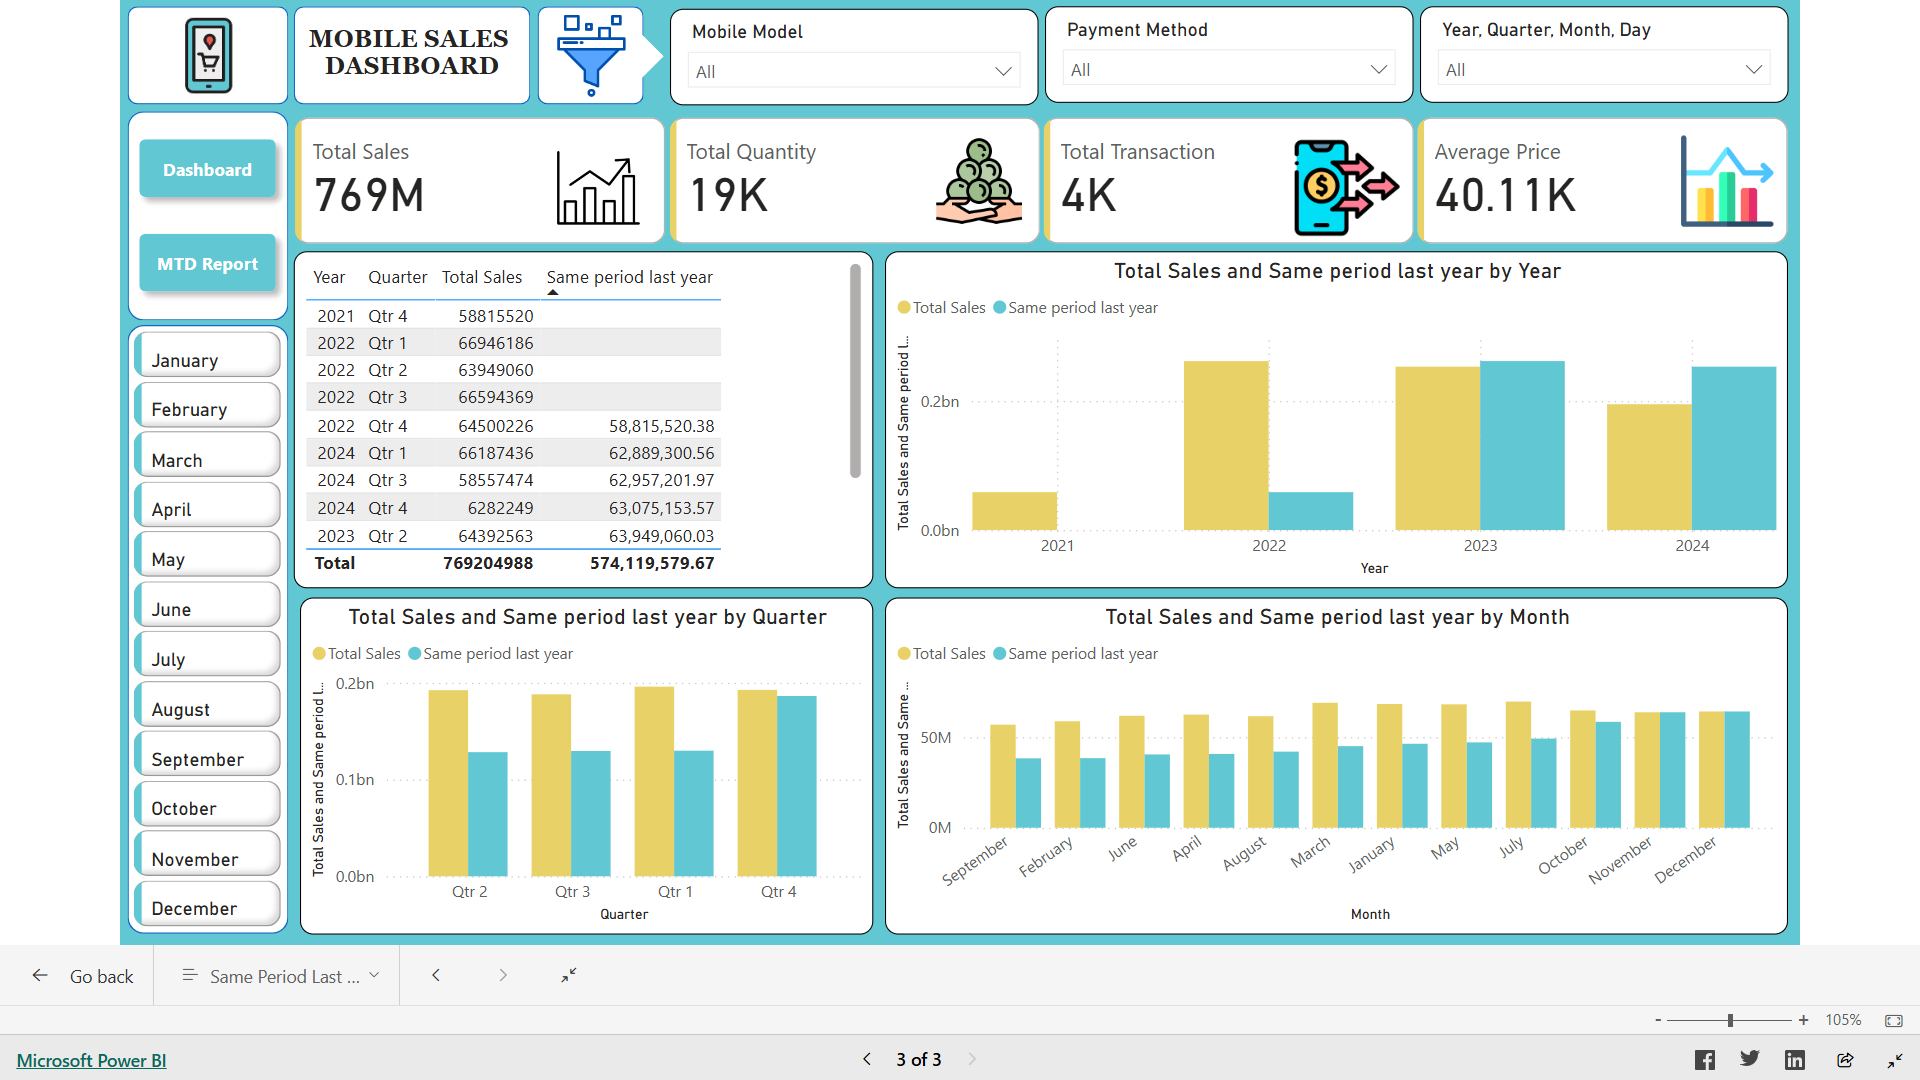 MOBILE SALES
DASHBOARD
Mobile Model
All
Payment Method
All
Year, Quarter, Month, Day
All
Dashboard
MTD Report
Total Sales
769M
Total Quantity
19K
Total Transaction
4K
$
Average Price
40.11K
January
February
March
April
May
June
July
August
September
October
November
December
Year Quarter Total Sales Same period last year
2021 Qtr 4 58815520
2022 Qtr 1 66946186
2022 Qtr 2 63949060
2022 Qtr 3 66594369
2022 Qtr 4 64500226 58,815,520.38
2024 Qtr 1 66187436 62,889,300.56
2024 Qtr 3 58557474 62,957,201.97
2024 Qtr 4 6282249 63,075,153.57
2023 Qtr 2 64392563 63,949,060.03
Total 769204988 574,119,579.67
Total Sales and Same period last year by Year
Total Sales Same period last year
Total Sales and Same period l...
0.2bn
0.0bn
2021 2022 2023 2024
Year
Total Sales and Same period last year by Quarter
Total Sales Same period last year
Total Sales and Same period l...
0.2bn
0.1bn
0.0bn
Qtr 2 Qtr 3 Qtr 1 Qtr 4
Quarter
Total Sales and Same period last year by Month
Total Sales Same period last year
Total Sales and Same ...
50M
0M
September February June April August March January May July October November December
Month
Go back
Same Period Last ...
- + 105%
Microsoft Power BI
3 of 3